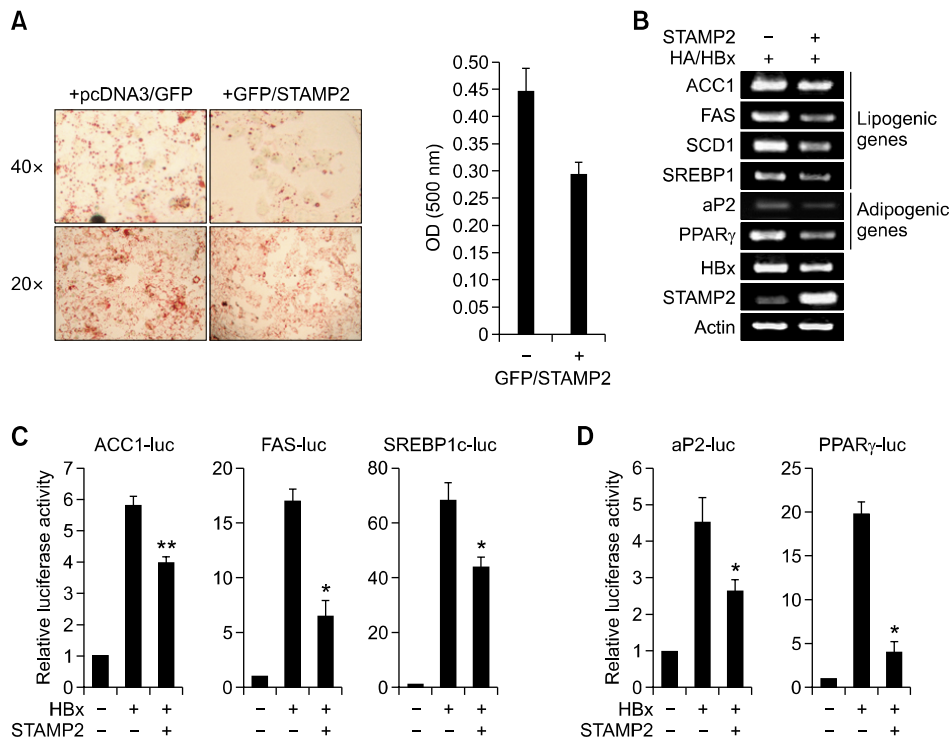 A
+pcDNA3/GFP +GFP/STAMP2
40×
20×
OD (500 nm)
0.50
0.45
0.40
0.35
0.30
0.25
0.20
0.15
0.10
0.05
0
– +
GFP/STAMP2
B
STAMP2 – +
HA/HBx + +
ACC1
FAS
SCD1
SREBP1
aP2
PPARγ
HBx
STAMP2
Actin
Lipogenic
genes
Adipogenic
genes
C
Relative luciferase activity
ACC1-luc
7
6
5
4
3
2
1
0
**
FAS-luc
20
15
10
5
0
*
SREBP1c-luc
80
60
40
20
0
*
HBx – + + – + + – + +
STAMP2 – – + – – + – – +
D
Relative luciferase activity
aP2-luc
6
5
4
3
2
1
0
*
PPARγ-luc
25
20
15
10
5
0
*
– + + – + +
– – + – – +